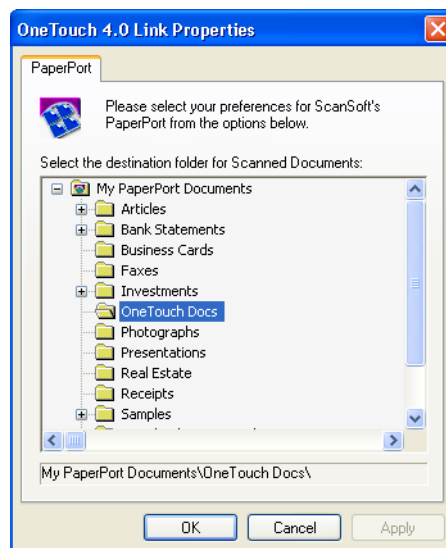 OneTouch 4.0 Link Properties
PaperPort
Please select your preferences for ScanSoft's
PaperPort from the options below.
Select the destination folder for Scanned Documents:
My PaperPort Documents
Articles
Bank Statements
Business Cards
Faxes
Investments
OneTouch Docs
Photographs
Presentations
Real Estate
Receipts
Samples
My PaperPort Documents\OneTouch Docs\
OK Cancel Apply